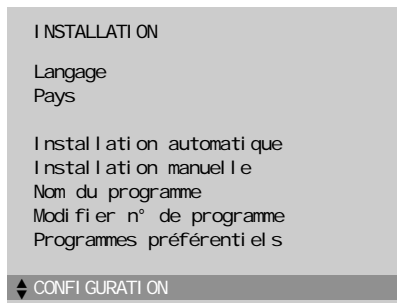 INSTALLATION
Langage
Pays
Installation automatique
Installation manuelle
Nom du programme
Modifier n° de programme
Programmes préférentiels
CONFIGURATION